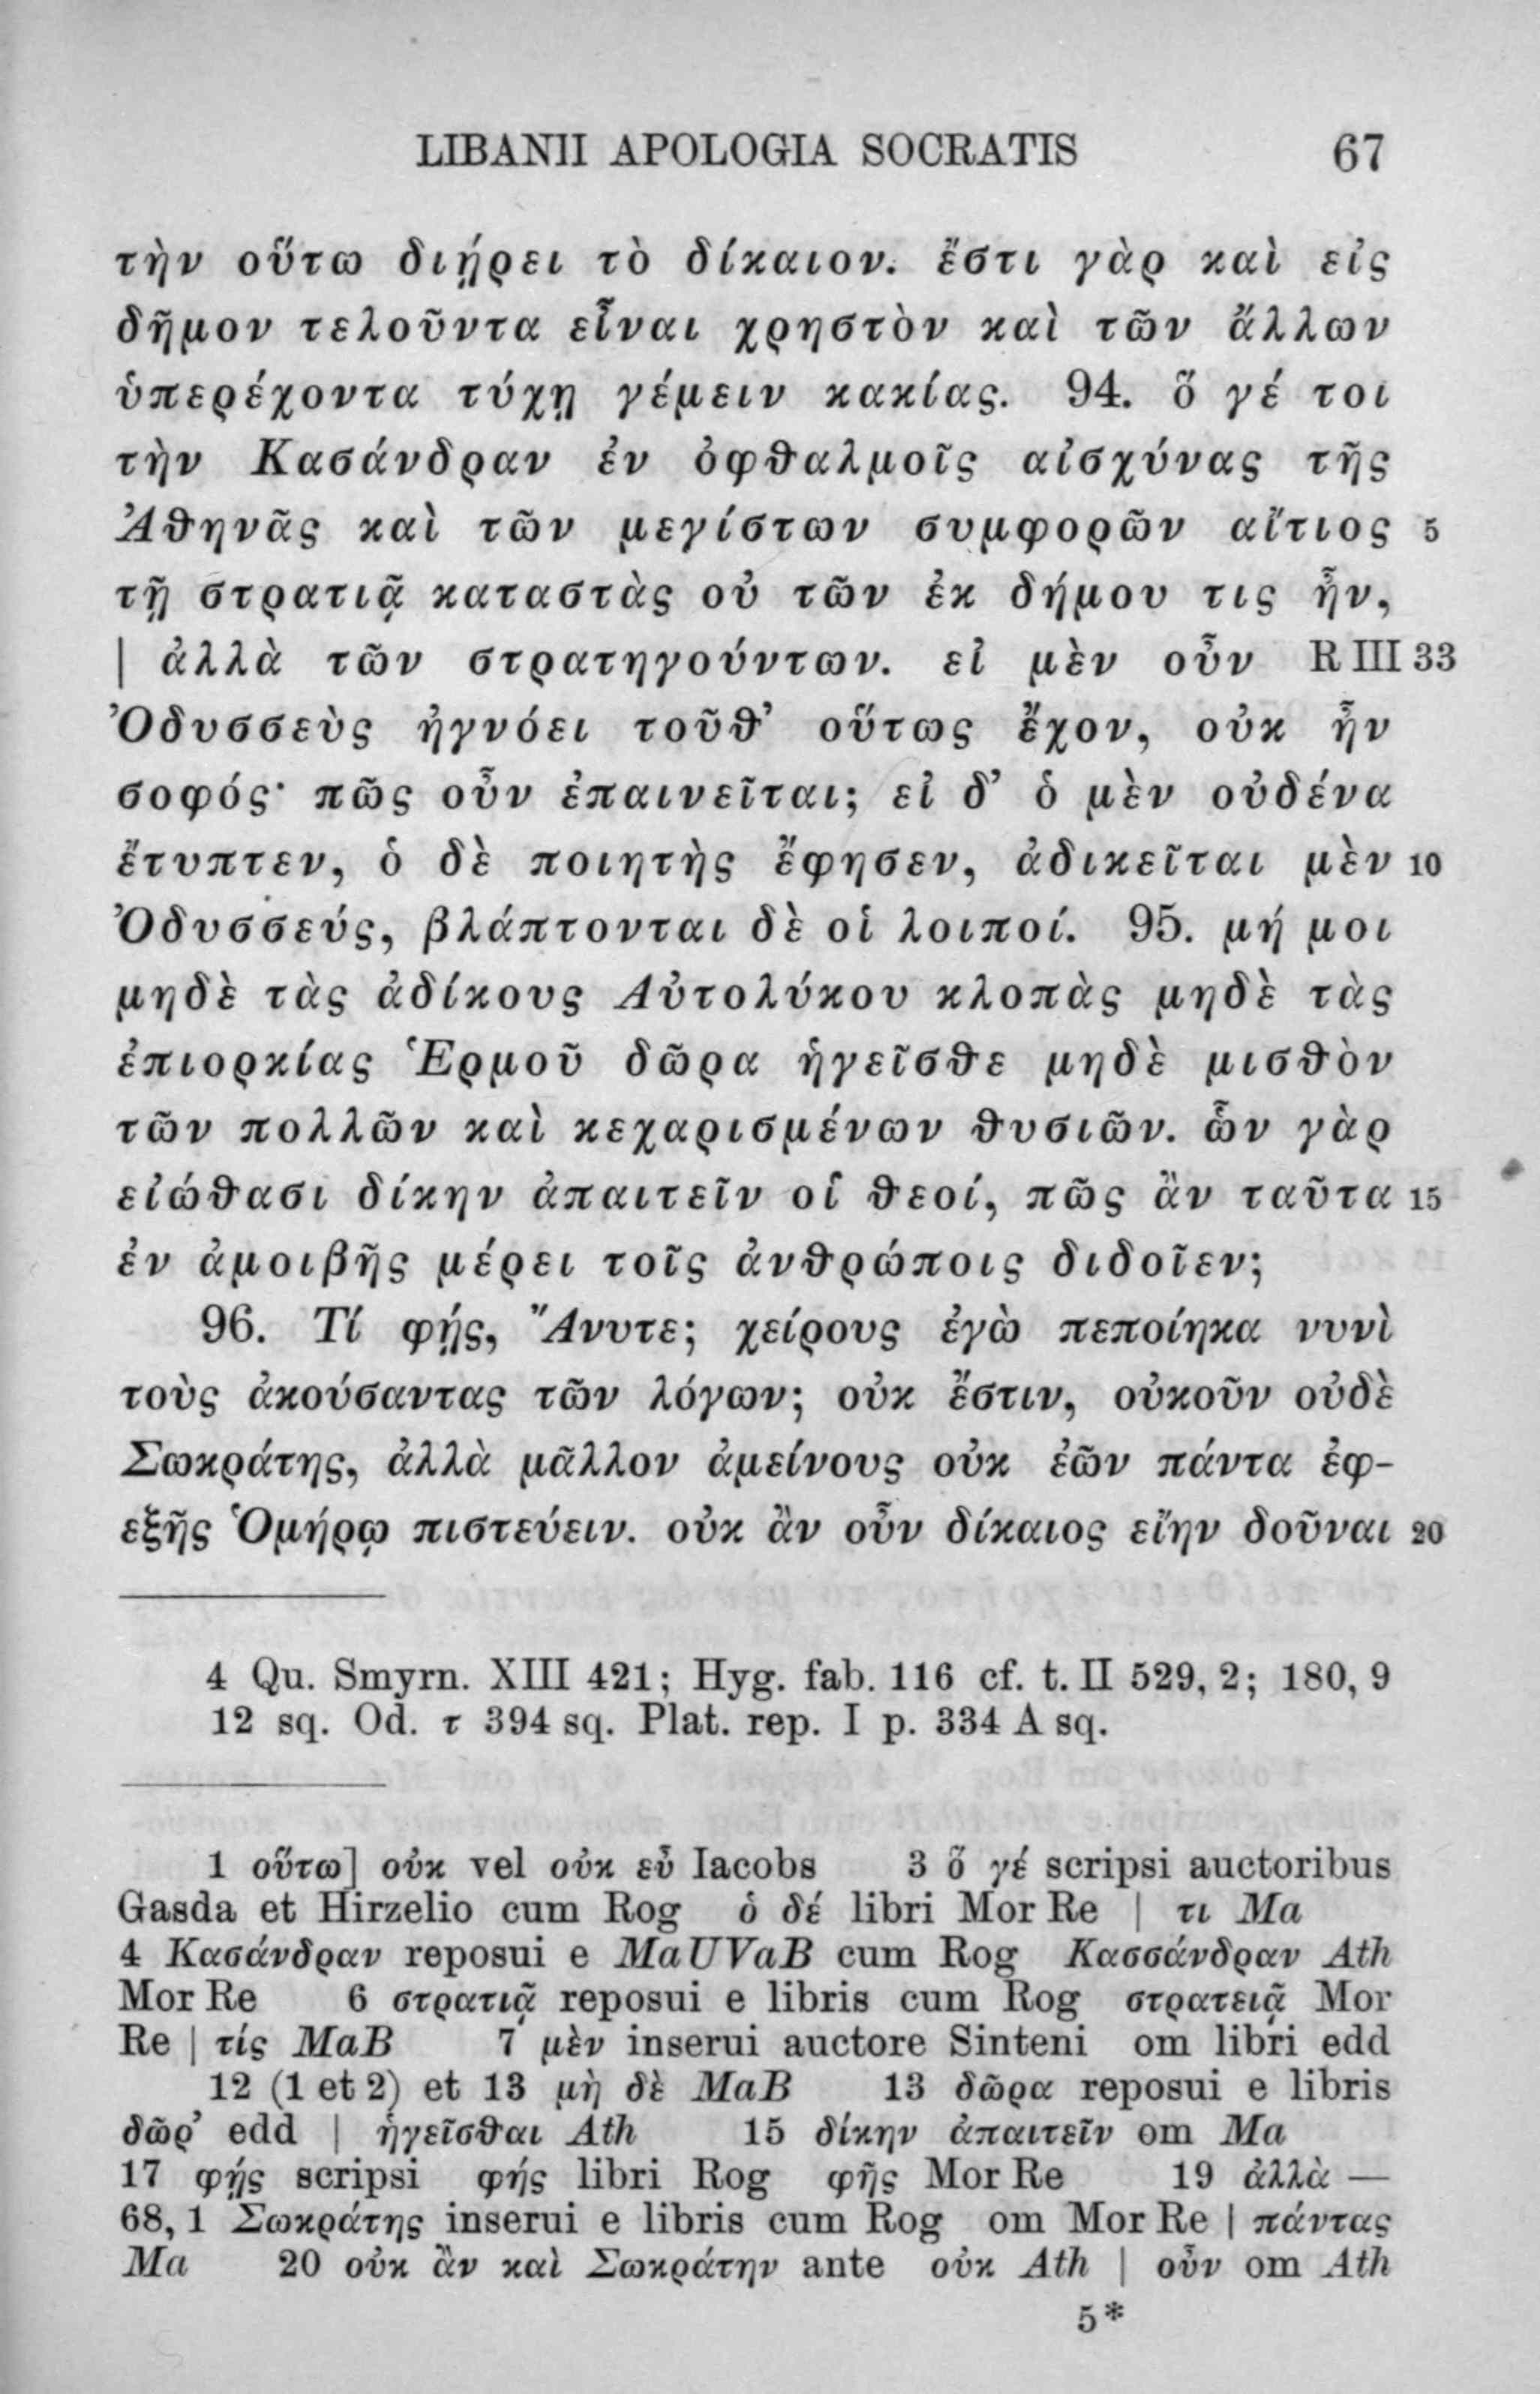 LIBANII APOLOGIA SOCRATIS 67
τὴν οὕτω διῄρει τὸ δίκαιον. ἔστι γὰρ καὶ εἰς
δῆμον τελοῦντα εἶναι χρηστὸν καὶ τῶν ἄλλων
ὑπερέχοντα τύχῃ γέμειν κακίας. 94. ὅ γέ τοι
τὴν Κασάνδραν ἐν ὀφθαλμοῖς αἰσχύνας τῆς
Ἀθηνᾶς καὶ τῶν μεγίστων συμφορῶν αἴτιος 5
τῇ στρατιᾷ καταστὰς οὐ τῶν ἐκ δήμου τις ἦν,
| ἀλλὰ τῶν στρατηγούντων. εἰ μὲν οὖν R III 33
Ὀδυσσεὺς ἠγνόει τοῦθ’ οὕτως ἔχον, οὐκ ἦν
σοφός· πῶς οὖν ἐπαινεῖται; εἰ δ’ ὁ μὲν οὐδένα
ἔτυπτεν, ὁ δὲ ποιητὴς ἔφησεν, ἀδικεῖται μὲν 10
Ὀδυσσεύς, βλάπτονται δὲ οἱ λοιποί. 95. μή μοι
μηδὲ τὰς ἀδίκους Αὐτολύκου κλοπὰς μηδὲ τὰς
ἐπιορκίας Ἑρμοῦ δῶρα ἡγεῖσθε μηδὲ μισθὸν
τῶν πολλῶν καὶ κεχαρισμένων θυσιῶν. ὧν γὰρ
εἰώθασι δίκην ἀπαιτεῖν οἱ θεοί, πῶς ἂν ταῦτα 15
ἐν ἀμοιβῆς μέρει τοῖς ἀνθρώποις διδοῖεν;
96. Τί φῄς, Ἄνυτε; χείρους ἐγὼ πεποίηκα νυνὶ
τοὺς ἀκούσαντας τῶν λόγων; οὐκ ἔστιν, οὐκοῦν οὐδὲ
Σωκράτης, ἀλλὰ μᾶλλον ἀμείνους οὐκ ἐῶν πάντα ἐφ-
εξῆς Ὁμήρῳ πιστεύειν. οὐκ ἂν οὖν δίκαιος εἴην δοῦναι 20
4 Qu. Smyrn. XIII 421; Hyg. fab. 116 cf. t. II 529, 2; 180, 9
12 sq. Od. τ 394 sq. Plat. rep. I p. 334 A sq.
1 οὕτω] οὐκ vel οὐκ εὖ Iacobs 3 ὅ γέ scripsi auctoribus
Gasda et Hirzelio cum Rog ὁ δέ libri Mor Re | τι Ma
4 Κασάνδραν reposui e MaUVaB cum Rog Κασσάνδραν Ath
Mor Re 6 στρατιᾷ reposui e libris cum Rog στρατειᾷ Mor
Re | τίς MaB 7 μὲν inserui auctore Sinteni om libri edd
12 (1 et 2) et 13 μὴ δὲ MaB 13 δῶρα reposui e libris
δῶρ’ edd | ἡγεῖσθαι Ath 15 δίκην ἀπαιτεῖν om Ma
17 φῄς scripsi φής libri Rog φῆς Mor Re 19 ἀλλὰ —
68, 1 Σωκράτης inserui e libris cum Rog om Mor Re | πάντας
Ma 20 οὐκ ἂν καὶ Σωκράτην ante οὐκ Ath | οὖν om Ath
5*